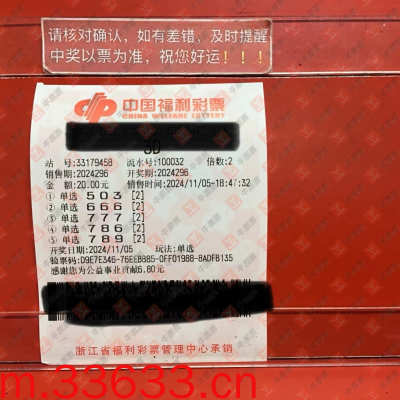 请核对确认，如有差错，及时提醒
中奖以票为准，祝您好运！！！
中国福利彩票
CHINA WELFARE LOTTERY
3D
站 号:33179458 流水号:100032 倍数:2
销售期:2024296 开奖期:2024296
金 额:20.00元 销售时间:2024/11/05-18:47:32
① 单选 503 [2]
② 单选 666 [2]
③ 单选 777 [2]
④ 单选 786 [2]
⑤ 单选 789 [2]
开奖日期:2024/11/05 玩法:单选
验票码:D9E7E346-76EEB885-0FF01988-8ADFB135
感谢您为公益事业贡献6.80元
浙江省福利彩票管理中心承销
m.33633.cn